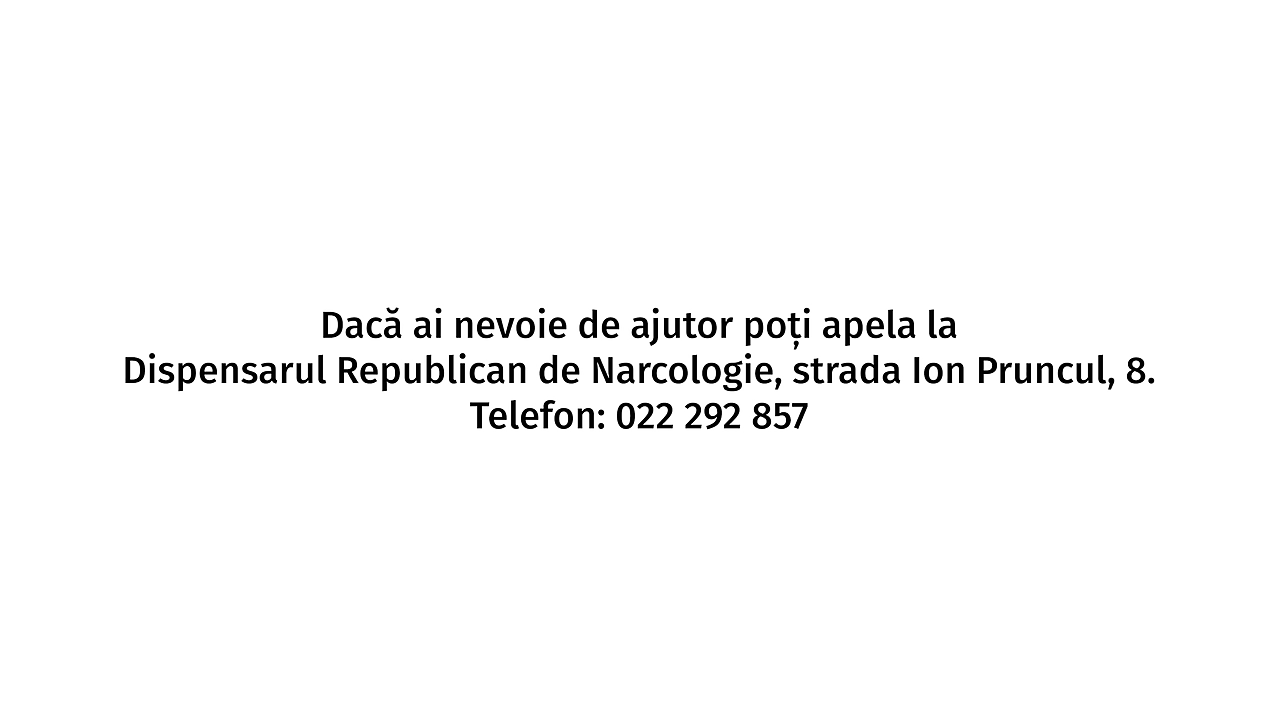 Dacă ai nevoie de ajutor poți apela la
Dispensarul Republican de Narcologie, strada Ion Pruncul, 8.
Telefon: 022 292 857